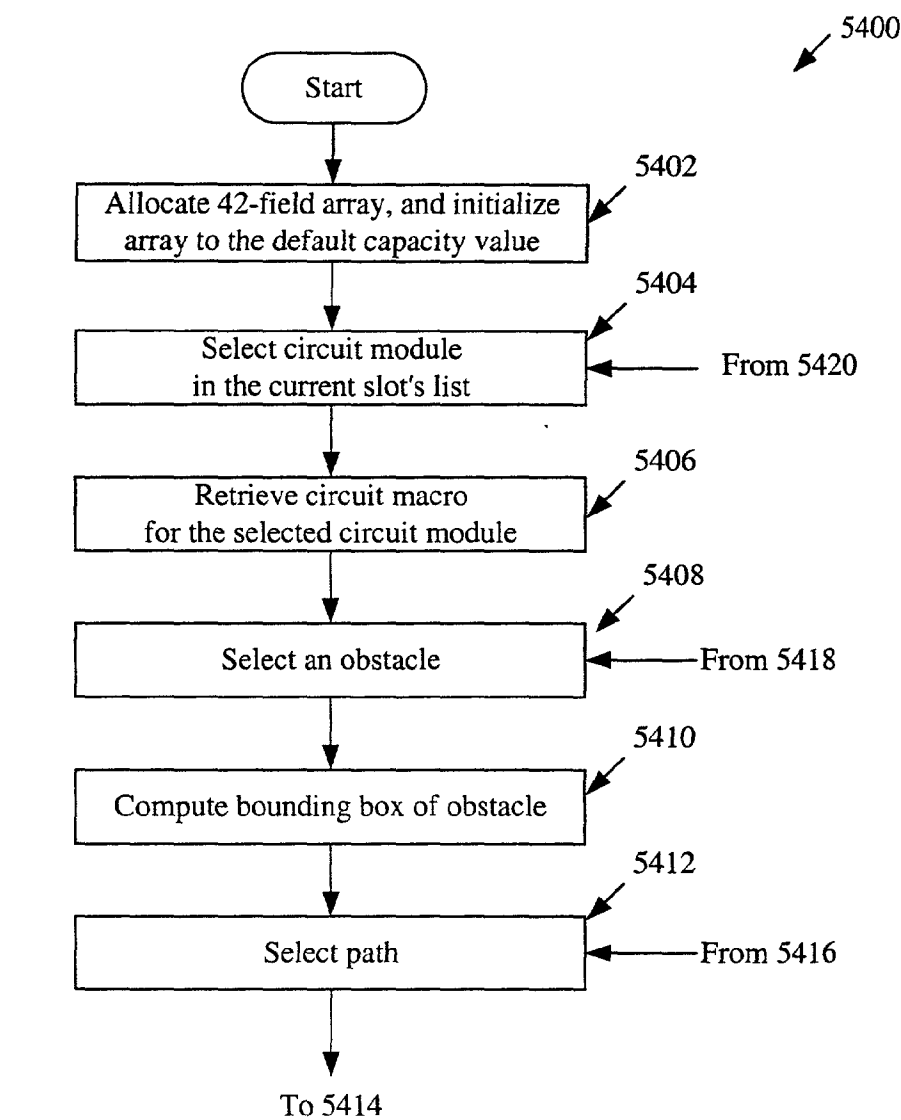 5400
Start
5402
Allocate 42-field array, and initialize
array to the default capacity value
5404
Select circuit module
in the current slot's list
From 5420
5406
Retrieve circuit macro
for the selected circuit module
5408
Select an obstacle
From 5418
5410
Compute bounding box of obstacle
5412
Select path
From 5416
To 5414